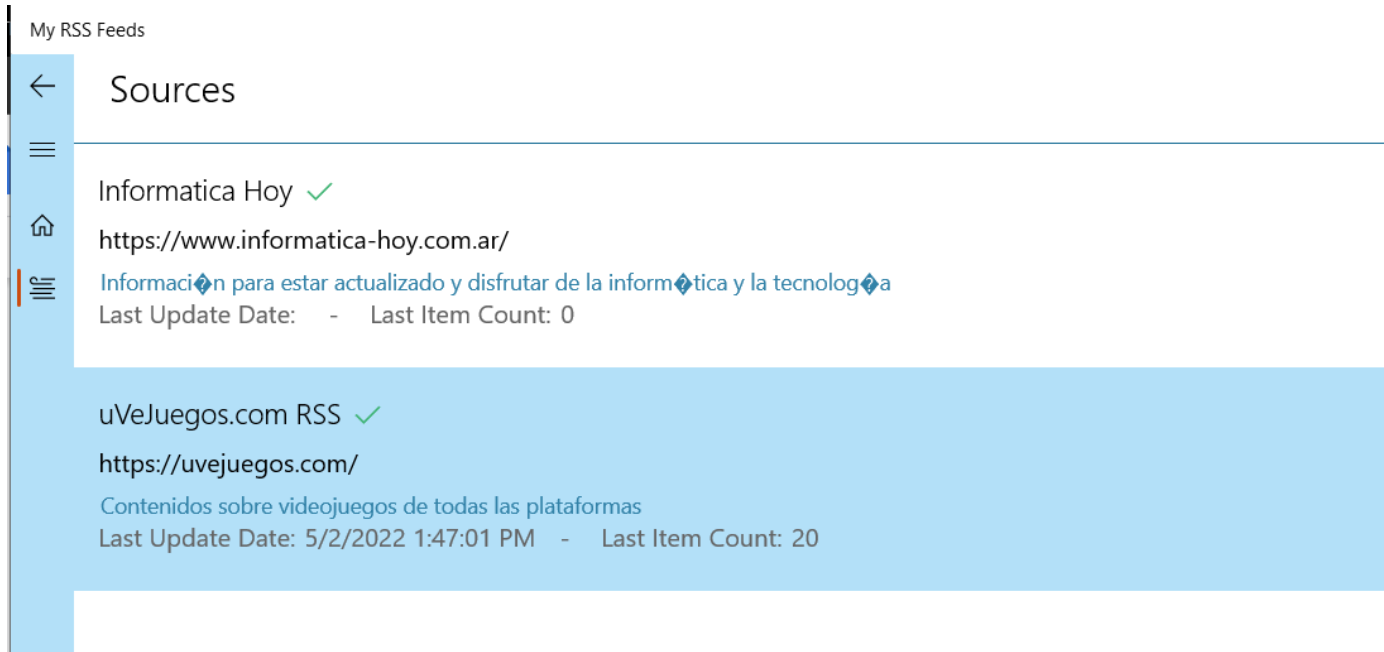 My RSS Feeds
Sources
Informatica Hoy
https://www.informatica-hoy.com.ar/
Informaci�n para estar actualizado y disfrutar de la inform�tica y la tecnolog�a
Last Update Date: - Last Item Count: 0
uVeJuegos.com RSS
https://uvejuegos.com/
Contenidos sobre videojuegos de todas las plataformas
Last Update Date: 5/2/2022 1:47:01 PM - Last Item Count: 20